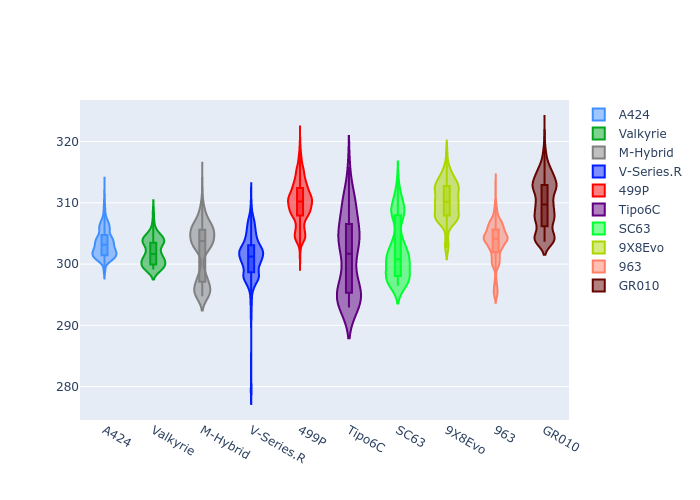 320
310
300
290
280
A424
Valkyrie
M-Hybrid
V-Series.R
499P
Tipo6C
SC63
9X8Evo
963
GR010
A424
Valkyrie
M-Hybrid
V-Series.R
499P
Tipo6C
SC63
9X8Evo
963
GR010